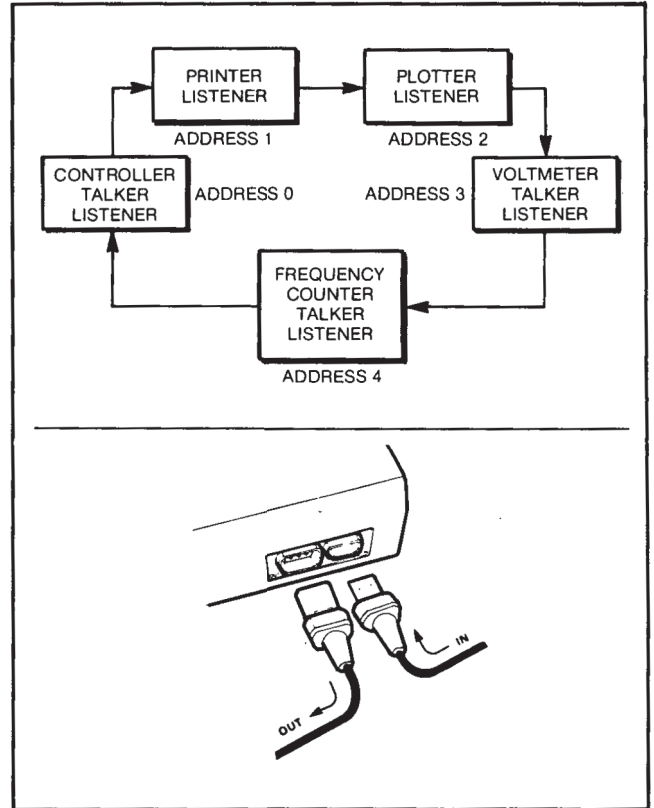 PRINTER
LISTENER
ADDRESS 1
PLOTTER
LISTENER
ADDRESS 2
CONTROLLER
TALKER
LISTENER
ADDRESS 0
ADDRESS 3
VOLTMETER
TALKER
LISTENER
FREQUENCY
COUNTER
TALKER
LISTENER
ADDRESS 4
IN
OUT